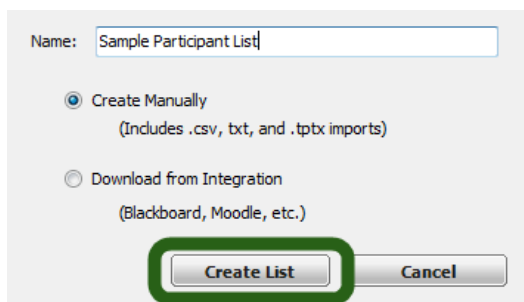 Name: Sample Participant List
Create Manually
(Includes .csv, txt, and .tptx imports)
Download from Integration
(Blackboard, Moodle, etc.)
Create List Cancel